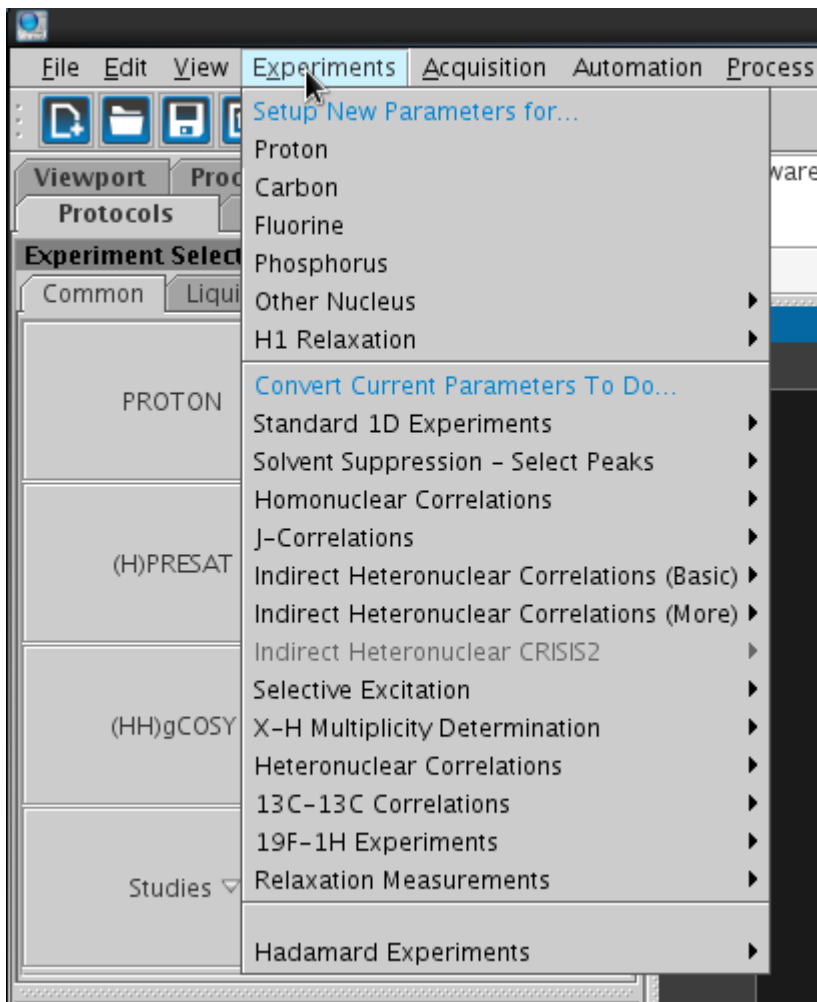 File Edit View Experiments Acquisition Automation Process
Setup New Parameters for...
Proton
Viewport
Carbon
Protocols
Fluorine
Experiment
Phosphorus
Common
Other Nucleus
H1 Relaxation
Convert Current Parameters To Do...
PROTON
Standard 1D Experiments
Solvent Suppression - Select Peaks
Homonuclear Correlations
J-Correlations
(H)PRESAT
Indirect Heteronuclear Correlations (Basic)
Indirect Heteronuclear Correlations (More)
Indirect Heteronuclear CRISIS2
Selective Excitation
(HH)gCOSY
X-H Multiplicity Determination
Heteronuclear Correlations
13C-13C Correlations
19F-1H Experiments
Studies
Relaxation Measurements
Hadamard Experiments